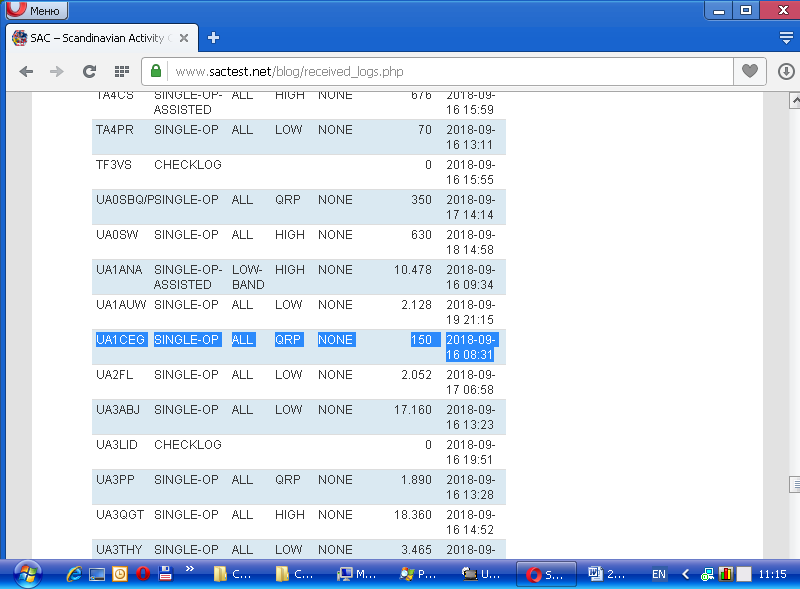 Меню
SAC – Scandinavian Activity
www.sactest.net/blog/received_logs.php
TA4CS SINGLE-OP- ALL HIGH NONE 676 2018-09-
ASSISTED 16 15:59
TA4PR SINGLE-OP ALL LOW NONE 70 2018-09-
16 13:11
TF3VS CHECKLOG 0 2018-09-
16 15:55
UA0SBQ/P SINGLE-OP ALL QRP NONE 350 2018-09-
17 14:14
UA0SW SINGLE-OP ALL HIGH NONE 630 2018-09-
18 14:58
UA1ANA SINGLE-OP- LOW- HIGH NONE 10.478 2018-09-
ASSISTED BAND 16 09:34
UA1AUW SINGLE-OP ALL LOW NONE 2.128 2018-09-
19 21:15
UA1CEG SINGLE-OP ALL QRP NONE 150 2018-09-
16 08:31
UA2FL SINGLE-OP ALL LOW NONE 2.052 2018-09-
17 06:58
UA3ABJ SINGLE-OP ALL LOW NONE 17.160 2018-09-
16 13:23
UA3LID CHECKLOG 0 2018-09-
16 19:51
UA3PP SINGLE-OP ALL QRP NONE 1.890 2018-09-
16 13:28
UA3QGT SINGLE-OP ALL HIGH NONE 18.360 2018-09-
16 14:52
UA3THY SINGLE-OP ALL LOW NONE 3.465 2018-09-
C... C... M... P... U... S... 2... EN 11:15